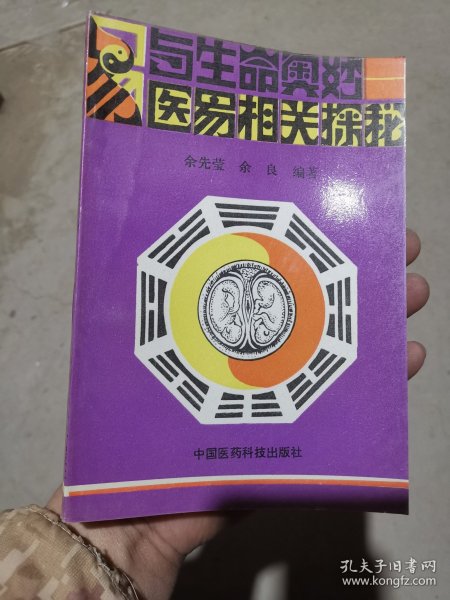 易与生命奥妙—
医易相关探秘
余先莹 余良 编著
中国医药科技出版社
孔夫子旧书网
www.kongfz.com